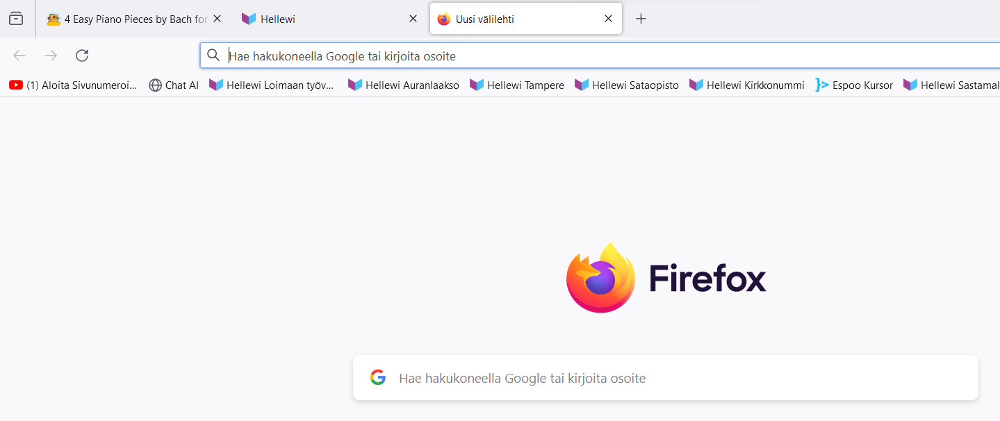 4 Easy Piano Pieces by Bach for
Hellewi
Uusi välilehti
Hae hakukoneella Google tai kirjoita osoite
(1) Aloita Sivunumeroi...
Chat AI
Hellewi Loimaan työv...
Hellewi Auranlaakso
Hellewi Tampere
Hellewi Sataopisto
Hellewi Kirkkonummi
Espoo Kursor
Hellewi Sastamal
Firefox
Hae hakukoneella Google tai kirjoita osoite